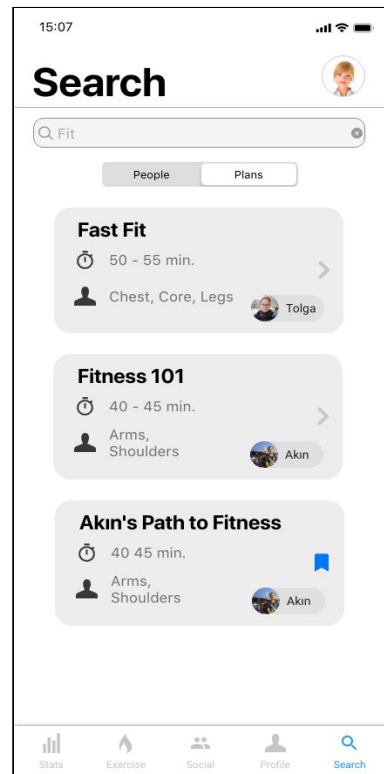 15:07
Search
Fit
People Plans
Fast Fit
50 - 55 min.
Chest, Core, Legs
Tolga
Fitness 101
40 - 45 min.
Arms,
Shoulders
Akın
Akın's Path to Fitness
40 45 min.
Arms,
Shoulders
Akın
Stats Exercise Social Profile Search